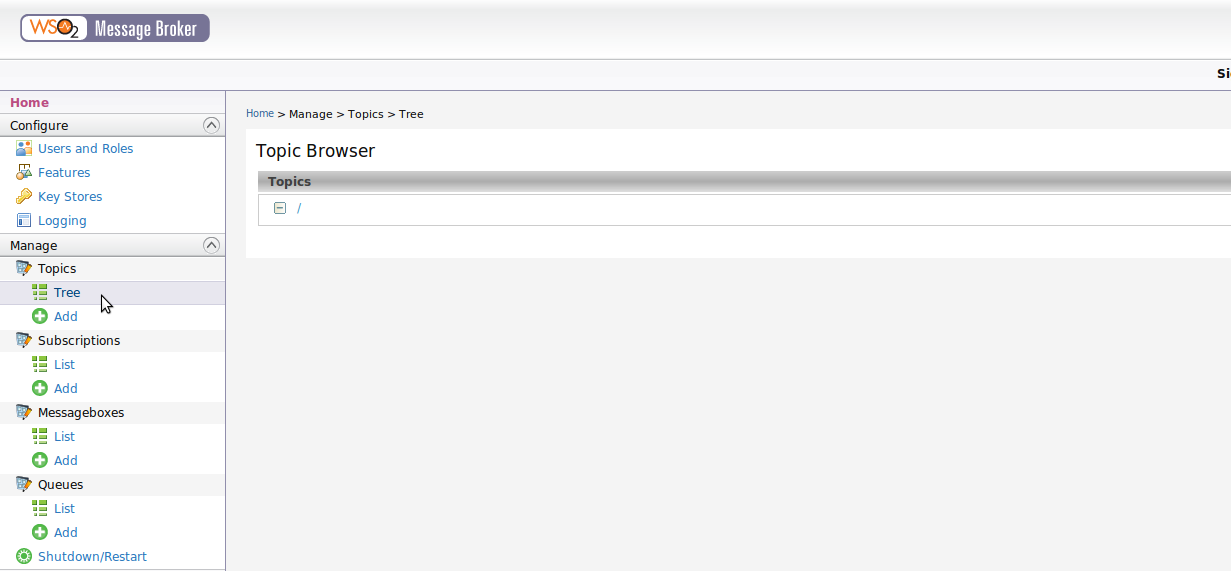 WSO2 Message Broker
Si
Home
Configure
Users and Roles
Features
Key Stores
Logging
Manage
Topics
Tree
Add
Subscriptions
List
Add
Messageboxes
List
Add
Queues
List
Add
Shutdown/Restart
Home > Manage > Topics > Tree
Topic Browser
Topics
/